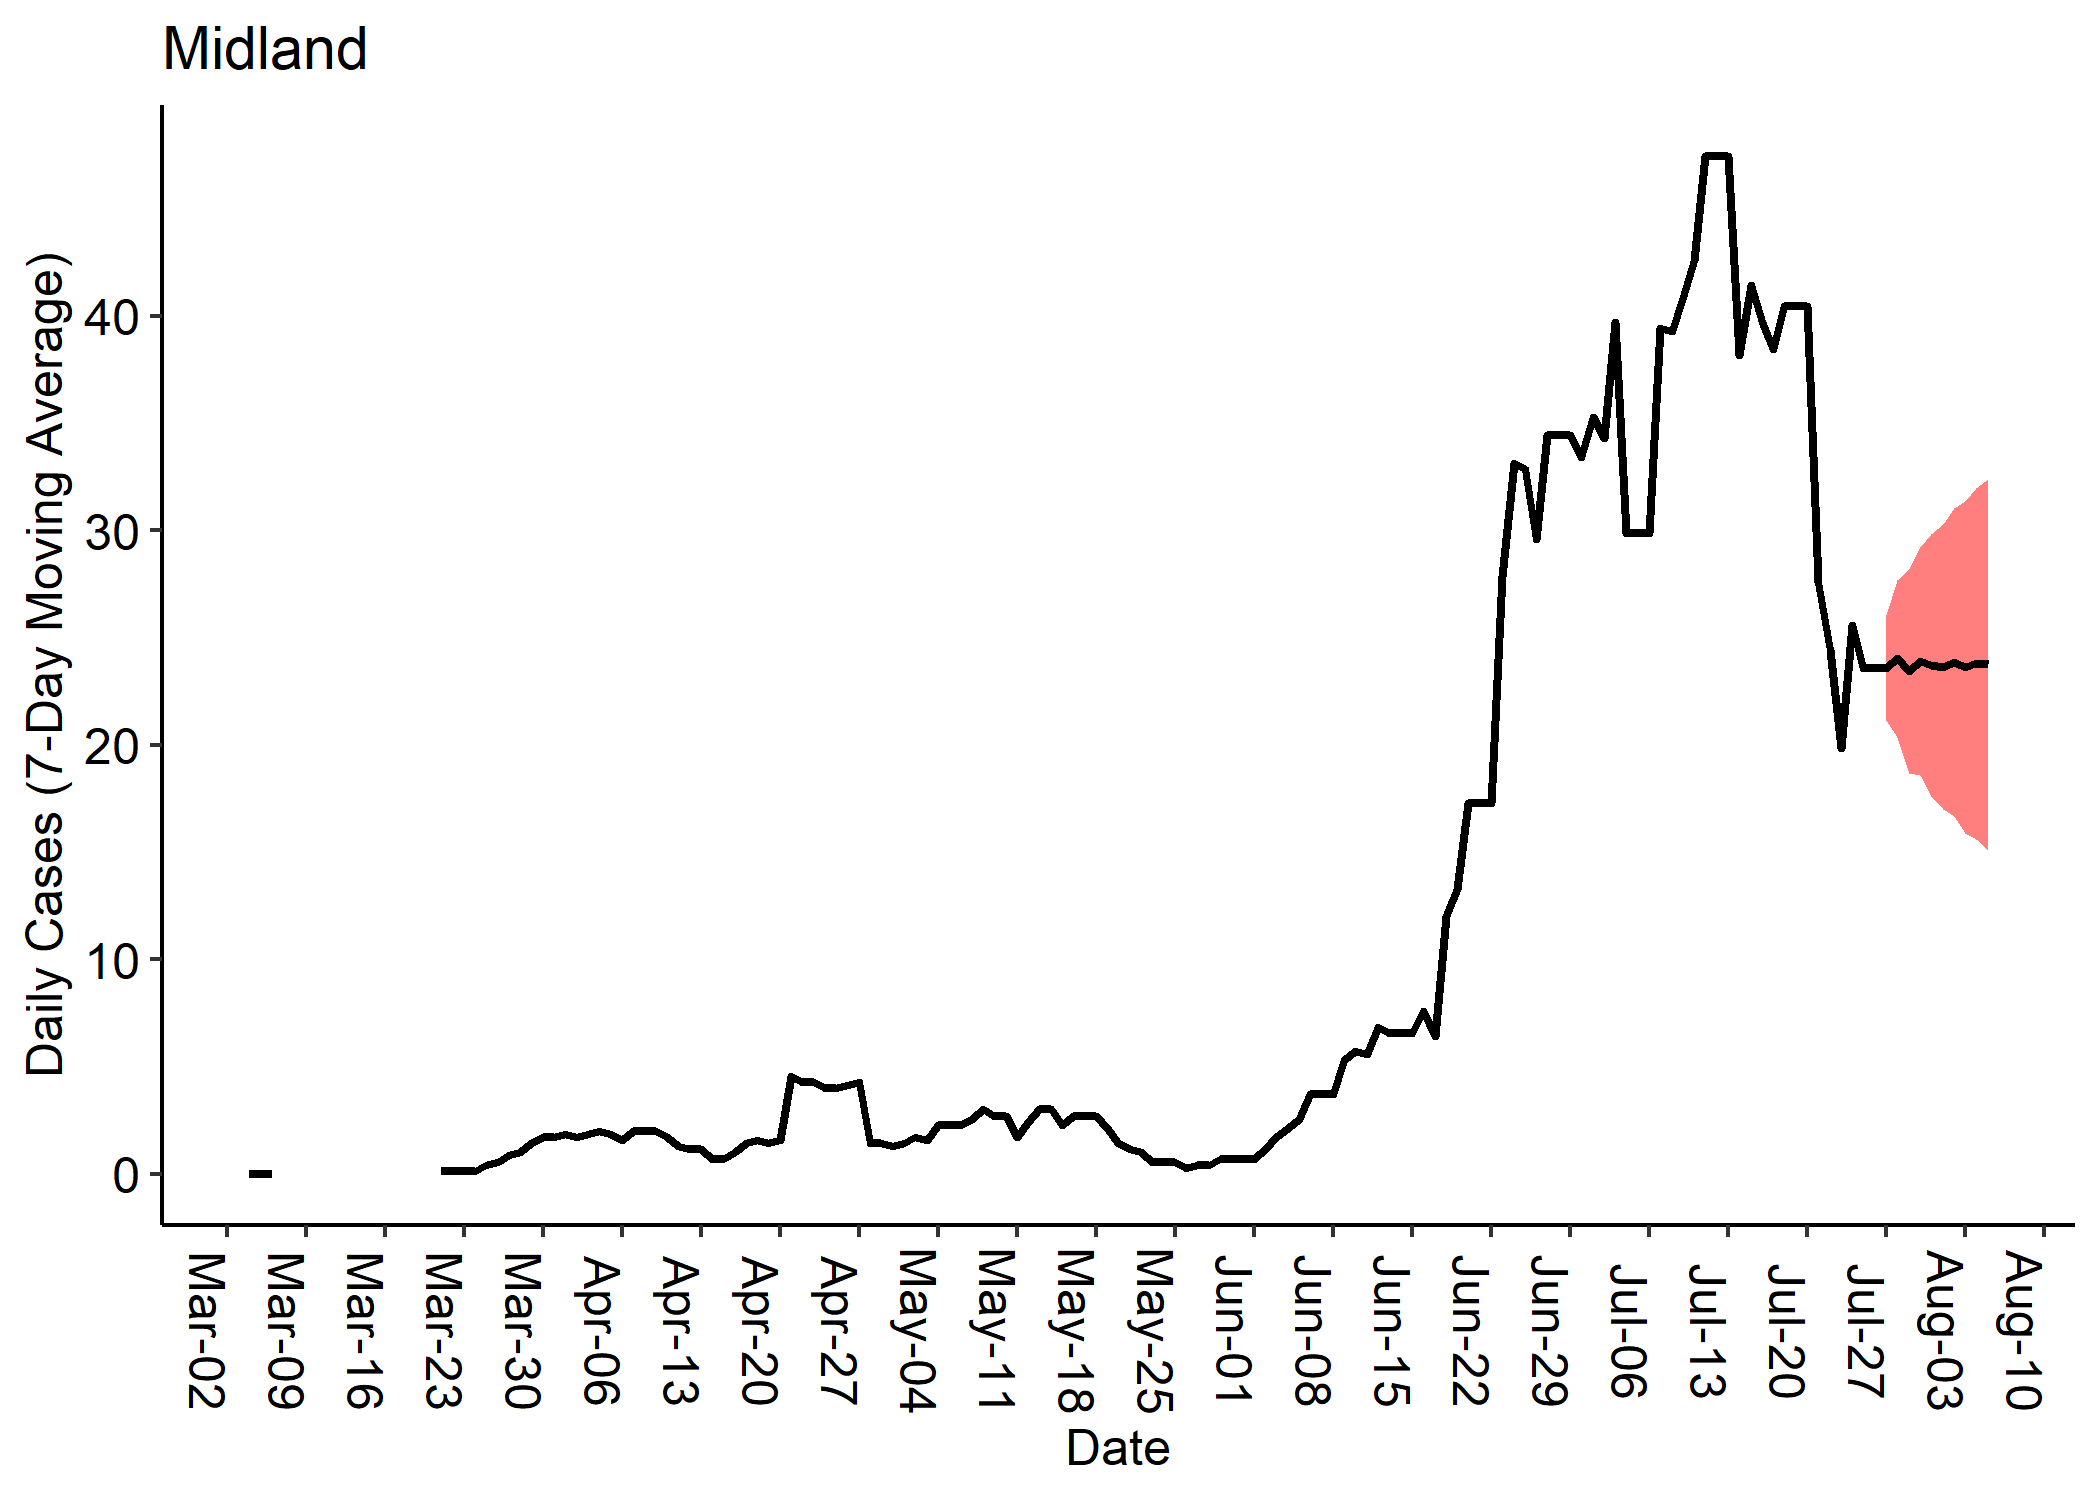 Midland
Daily Cases (7-Day Moving Average)
40
30
20
10
0
Mar-02
Mar-09
Mar-16
Mar-23
Mar-30
Apr-06
Apr-13
Apr-20
Apr-27
May-04
May-11
May-18
May-25
Jun-01
Jun-08
Jun-15
Jun-22
Jun-29
Jul-06
Jul-13
Jul-20
Jul-27
Aug-03
Aug-10
Date